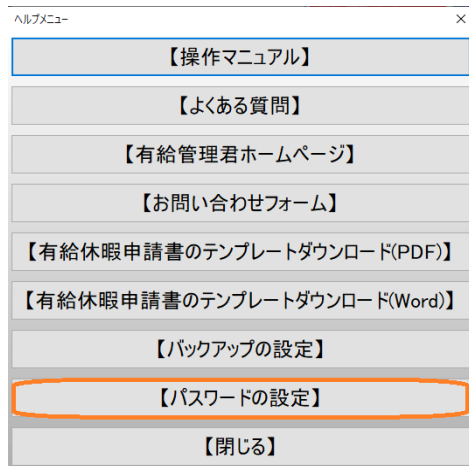 ヘルプメニュー
【操作マニュアル】
【よくある質問】
【有給管理君ホームページ】
【お問い合わせフォーム】
【有給休暇申請書のテンプレートダウンロード(PDF)】
【有給休暇申請書のテンプレートダウンロード(Word)】
【バックアップの設定】
【パスワードの設定】
【閉じる】